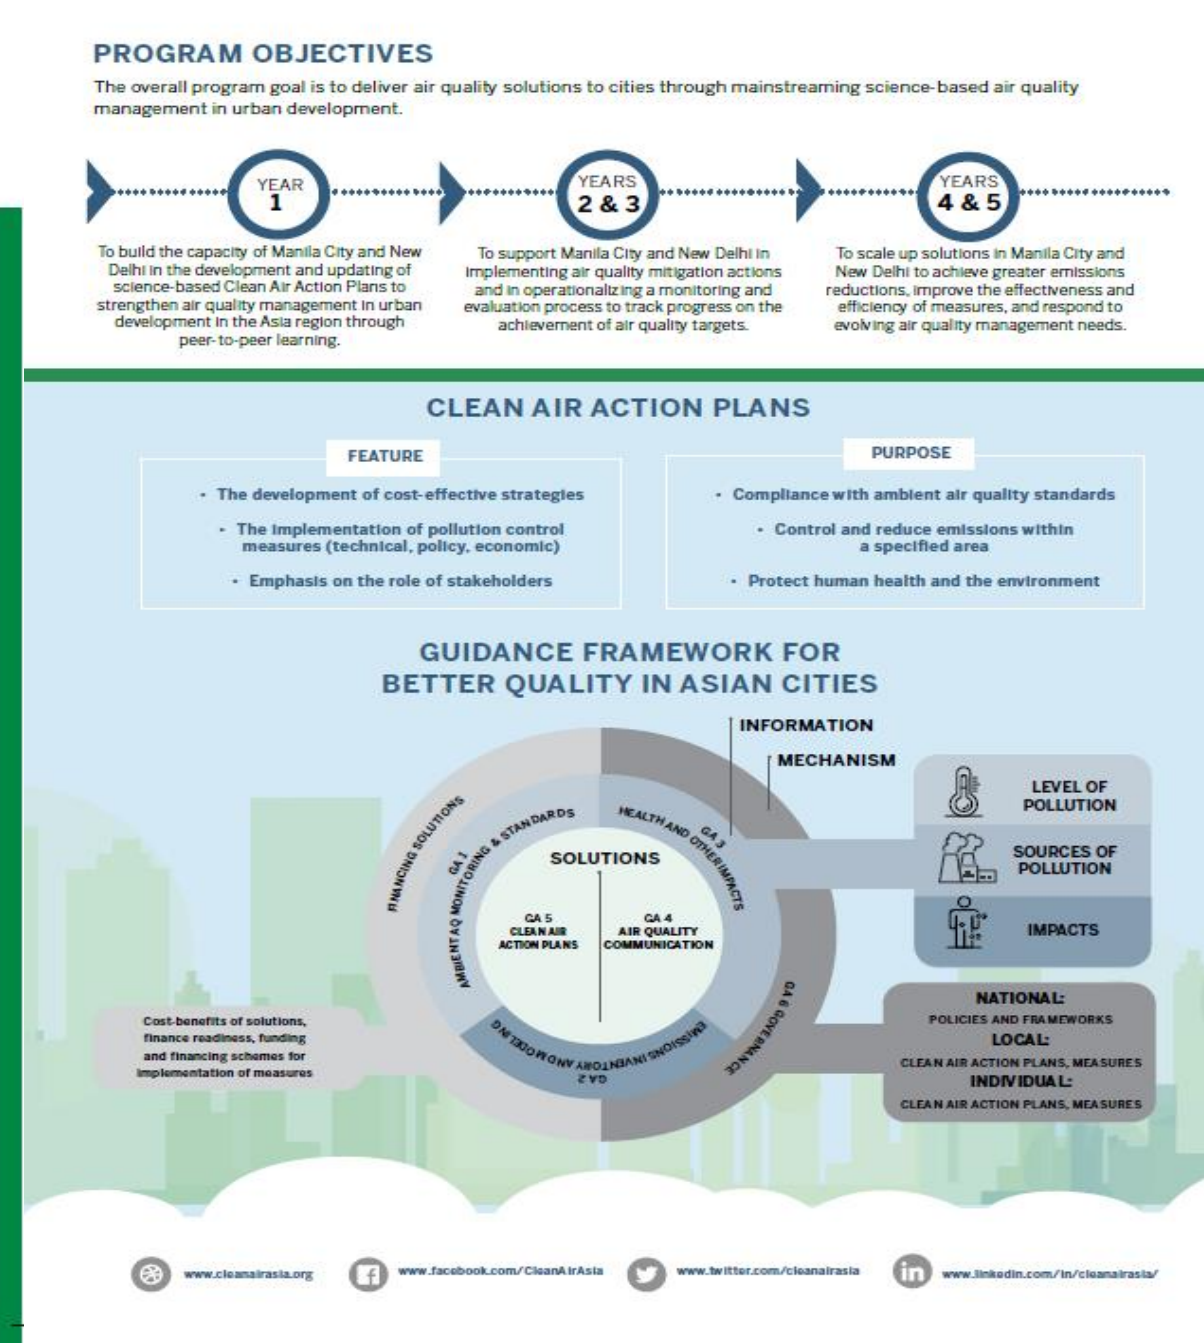 PROGRAM OBJECTIVES
The overall program goal is to deliver air quality solutions to cities through mainstreaming science-based air quality
management in urban development.
YEAR
1
To build the capacity of Manila City and New
Delhi in the development and updating of
science-based Clean Air Action Plans to
strengthen air quality management in urban
development in the Asia region through
peer-to-peer learning.
YEARS
2 & 3
To support Manila City and New Delhi in
implementing air quality mitigation actions
and in operationalizing a monitoring and
evaluation process to track progress on the
achievement of air quality targets.
YEARS
4 & 5
To scale up solutions in Manila City and
New Delhi to achieve greater emissions
reductions, improve the effectiveness and
efficiency of measures, and respond to
evolving air quality management needs.
CLEAN AIR ACTION PLANS
FEATURE
• The development of cost-effective strategies
• The implementation of pollution control
measures (technical, policy, economic)
• Emphasis on the role of stakeholders
PURPOSE
• Compliance with ambient air quality standards
• Control and reduce emissions within
a specified area
• Protect human health and the environment
GUIDANCE FRAMEWORK FOR
BETTER QUALITY IN ASIAN CITIES
INFORMATION
MECHANISM
FINANCING SOLUTIONS
GA 1
AMBIENT AQ MONITORING & STANDARDS
GA 3
HEALTH AND OTHER IMPACTS
SOLUTIONS
GA 5
CLEAN AIR
ACTION PLANS
GA 4
AIR QUALITY
COMMUNICATION
EMISSIONS INVENTORY AND MODELING
GA 2
GA 6 GOVERNANCE
LEVEL OF
POLLUTION
SOURCES OF
POLLUTION
IMPACTS
Cost-benefits of solutions,
finance readiness, funding
and financing schemes for
implementation of measures
NATIONAL:
POLICIES AND FRAMEWORKS
LOCAL:
CLEAN AIR ACTION PLANS, MEASURES
INDIVIDUAL:
CLEAN AIR ACTION PLANS, MEASURES
www.cleanairasia.org
www.facebook.com/CleanAirAsia
www.twitter.com/cleanairasia
www.linkedin.com/in/cleanairasia/